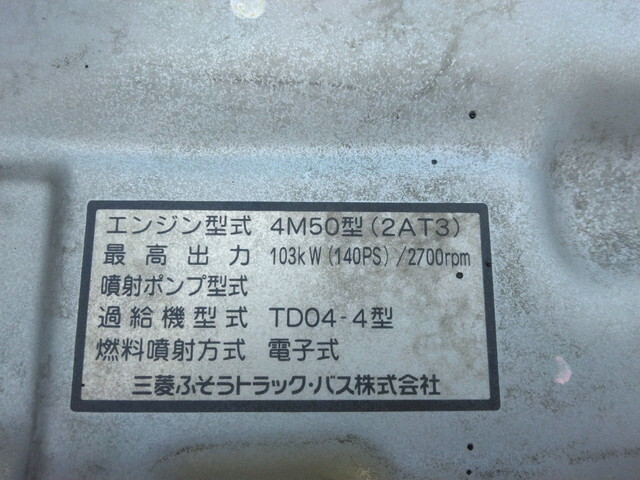 エンジン型式 4M50型(2AT3)
最高出力 103kW(140PS)/2700rpm
噴射ポンプ型式
過給機型式 TD04-4型
燃料噴射方式 電子式
三菱ふそうトラック・バス株式会社